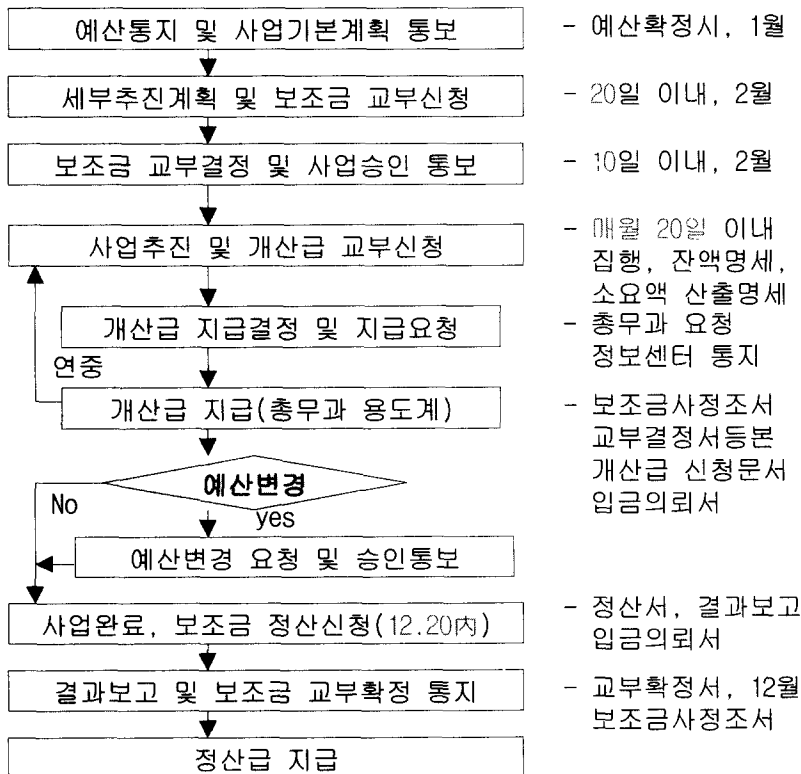 예산통지 및 사업기본계획 통보 - 예산확정시, 1월
세부추진계획 및 보조금 교부신청 - 20일 이내, 2월
보조금 교부결정 및 사업승인 통보 - 10일 이내, 2월
사업추진 및 개산급 교부신청 - 매월 20일 이내
집행, 잔액명세,
소요액 산출명세
개산급 지급결정 및 지급요청 - 총무과 요청
정보센터 통지
연중
개산급 지급(총무과 용도계) - 보조금사정조서
교부결정서등본
개산급 신청문서
입금의뢰서
예산변경
No
yes
예산변경 요청 및 승인통보
사업완료, 보조금 정산신청(12.20内) - 정산서, 결과보고
입금의뢰서
결과보고 및 보조금 교부확정 통지 - 교부확정서, 12월
보조금사정조서
정산급 지급